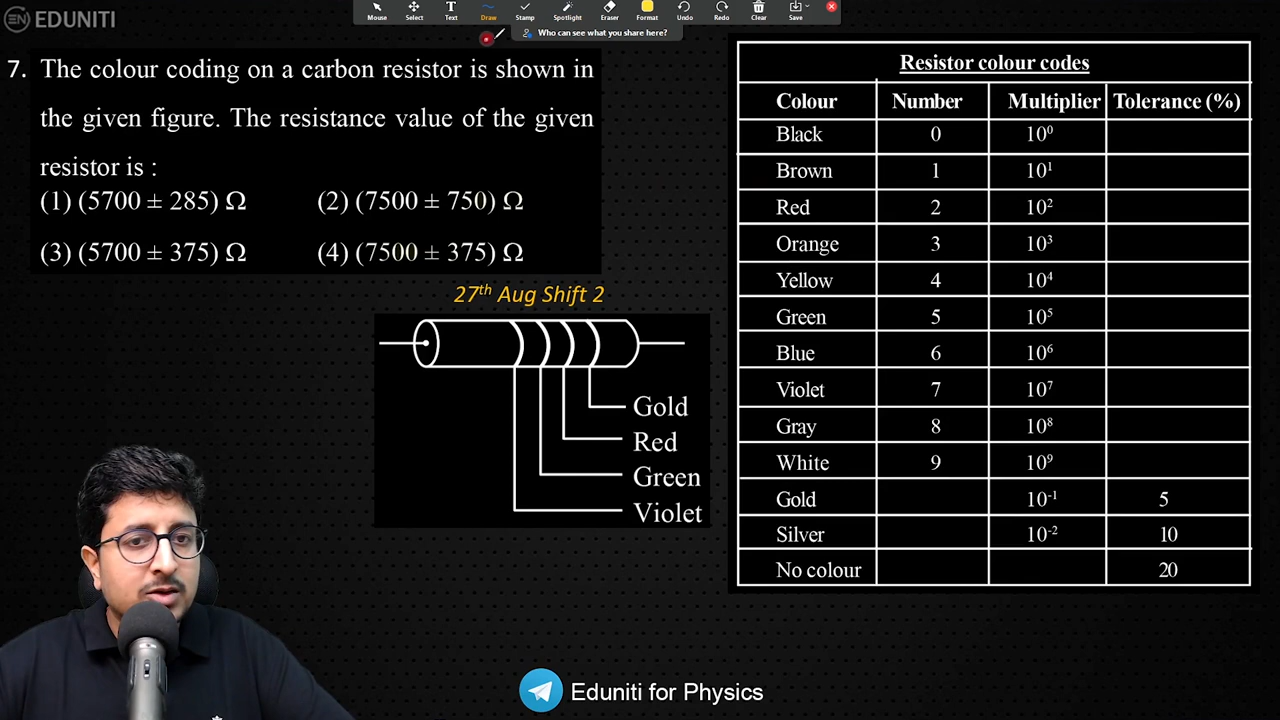 EDUNITI
Mouse Select Text Draw Stamp Spotlight Eraser Format Undo Redo Clear Save
Who can see what you share here?
7. The colour coding on a carbon resistor is shown in
the given figure. The resistance value of the given
resistor is :
(1) (5700 ± 285) Ω (2) (7500 ± 750) Ω
(3) (5700 ± 375) Ω (4) (7500 ± 375) Ω
27th Aug Shift 2
Gold
Red
Green
Violet
Resistor colour codes
Colour Number Multiplier Tolerance (%)
Black 0 10⁰
Brown 1 10¹
Red 2 10²
Orange 3 10³
Yellow 4 10⁴
Green 5 10⁵
Blue 6 10⁶
Violet 7 10⁷
Gray 8 10⁸
White 9 10⁹
Gold 10⁻¹ 5
Silver 10⁻² 10
No colour 20
Eduniti for Physics